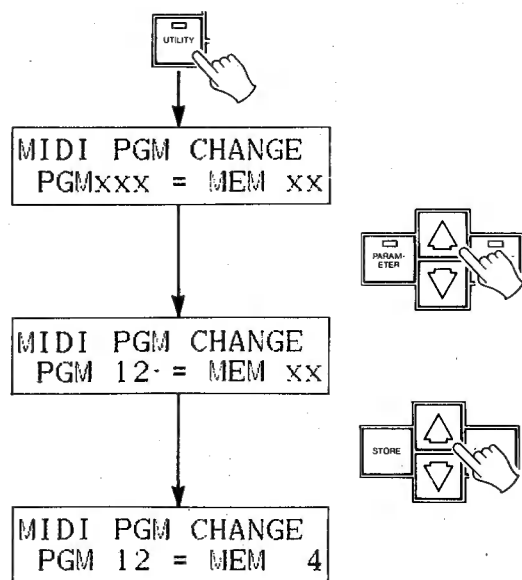 UTILITY
MIDI PGM CHANGE
PGMxxx = MEM xx
PARAM-
ETER
MIDI PGM CHANGE
PGM 12 = MEM xx
STORE
MIDI PGM CHANGE
PGM 12 = MEM 4